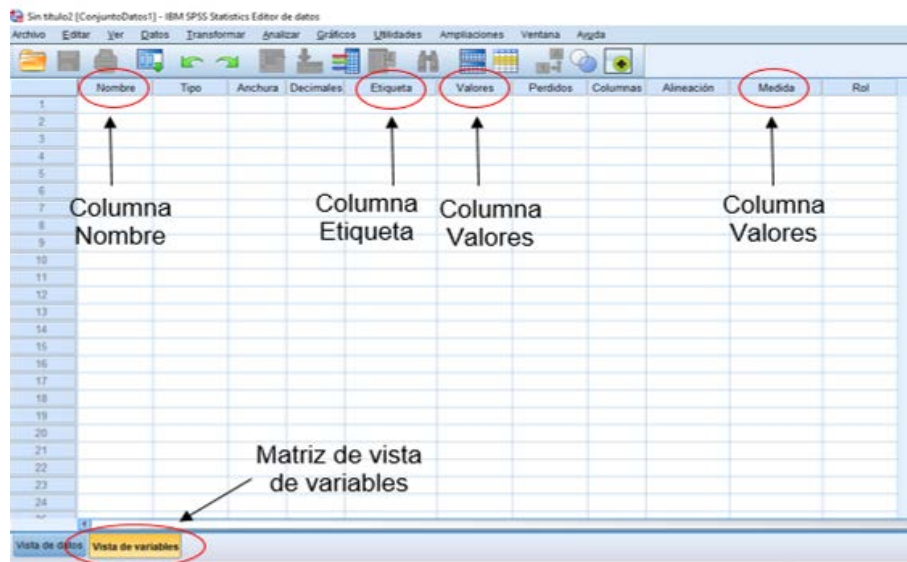 Sin título2 [ConjuntoDatos1] - IBM SPSS Statistics Editor de datos
Archivo Editar Ver Datos Transformar Analizar Gráficos Utilidades Ampliaciones Ventana Ayuda
Nombre Tipo Anchura Decimales Etiqueta Valores Perdidos Columnas Alineación Medida Rol
1
2
3
4
5
6
7
8
9
10
11
12
13
14
15
16
17
18
19
20
21
22
23
24
Columna
Nombre
Columna
Etiqueta
Columna
Valores
Columna
Valores
Matriz de vista
de variables
Vista de datos Vista de variables